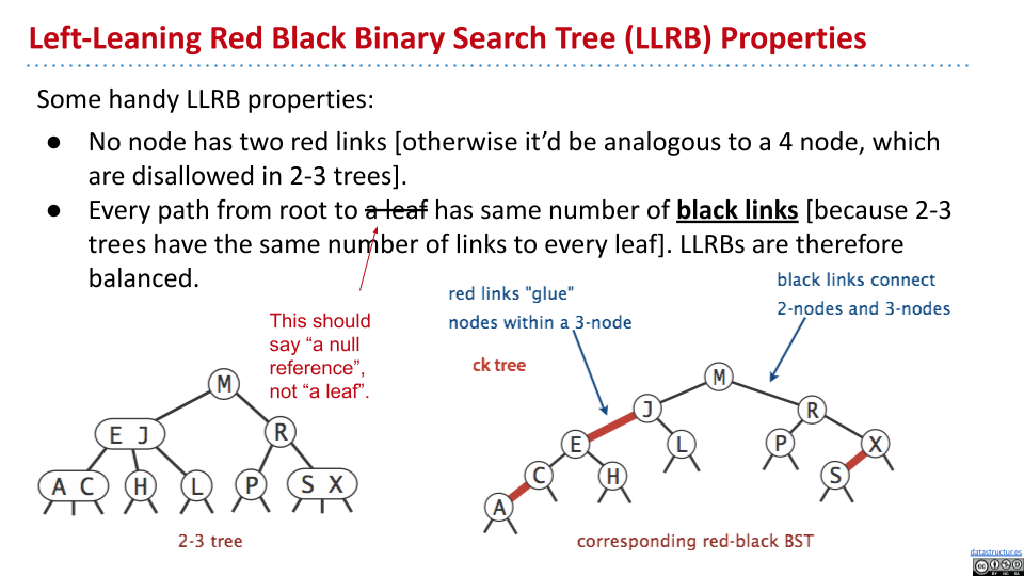 Left-Leaning Red Black Binary Search Tree (LLRB) Properties
Some handy LLRB properties:
● No node has two red links [otherwise it’d be analogous to a 4 node, which
are disallowed in 2-3 trees].
● Every path from root to a leaf has same number of black links [because 2-3
trees have the same number of links to every leaf]. LLRBs are therefore
balanced.
This should
say “a null
reference”,
not “a leaf”.
red links "glue"
nodes within a 3-node
black links connect
2-nodes and 3-nodes
ck tree
M
E J
R
A C
H
L
P
S X
2-3 tree
M
J
R
E
L
P
X
C
H
S
A
corresponding red-black BST
datastructur.es
cc